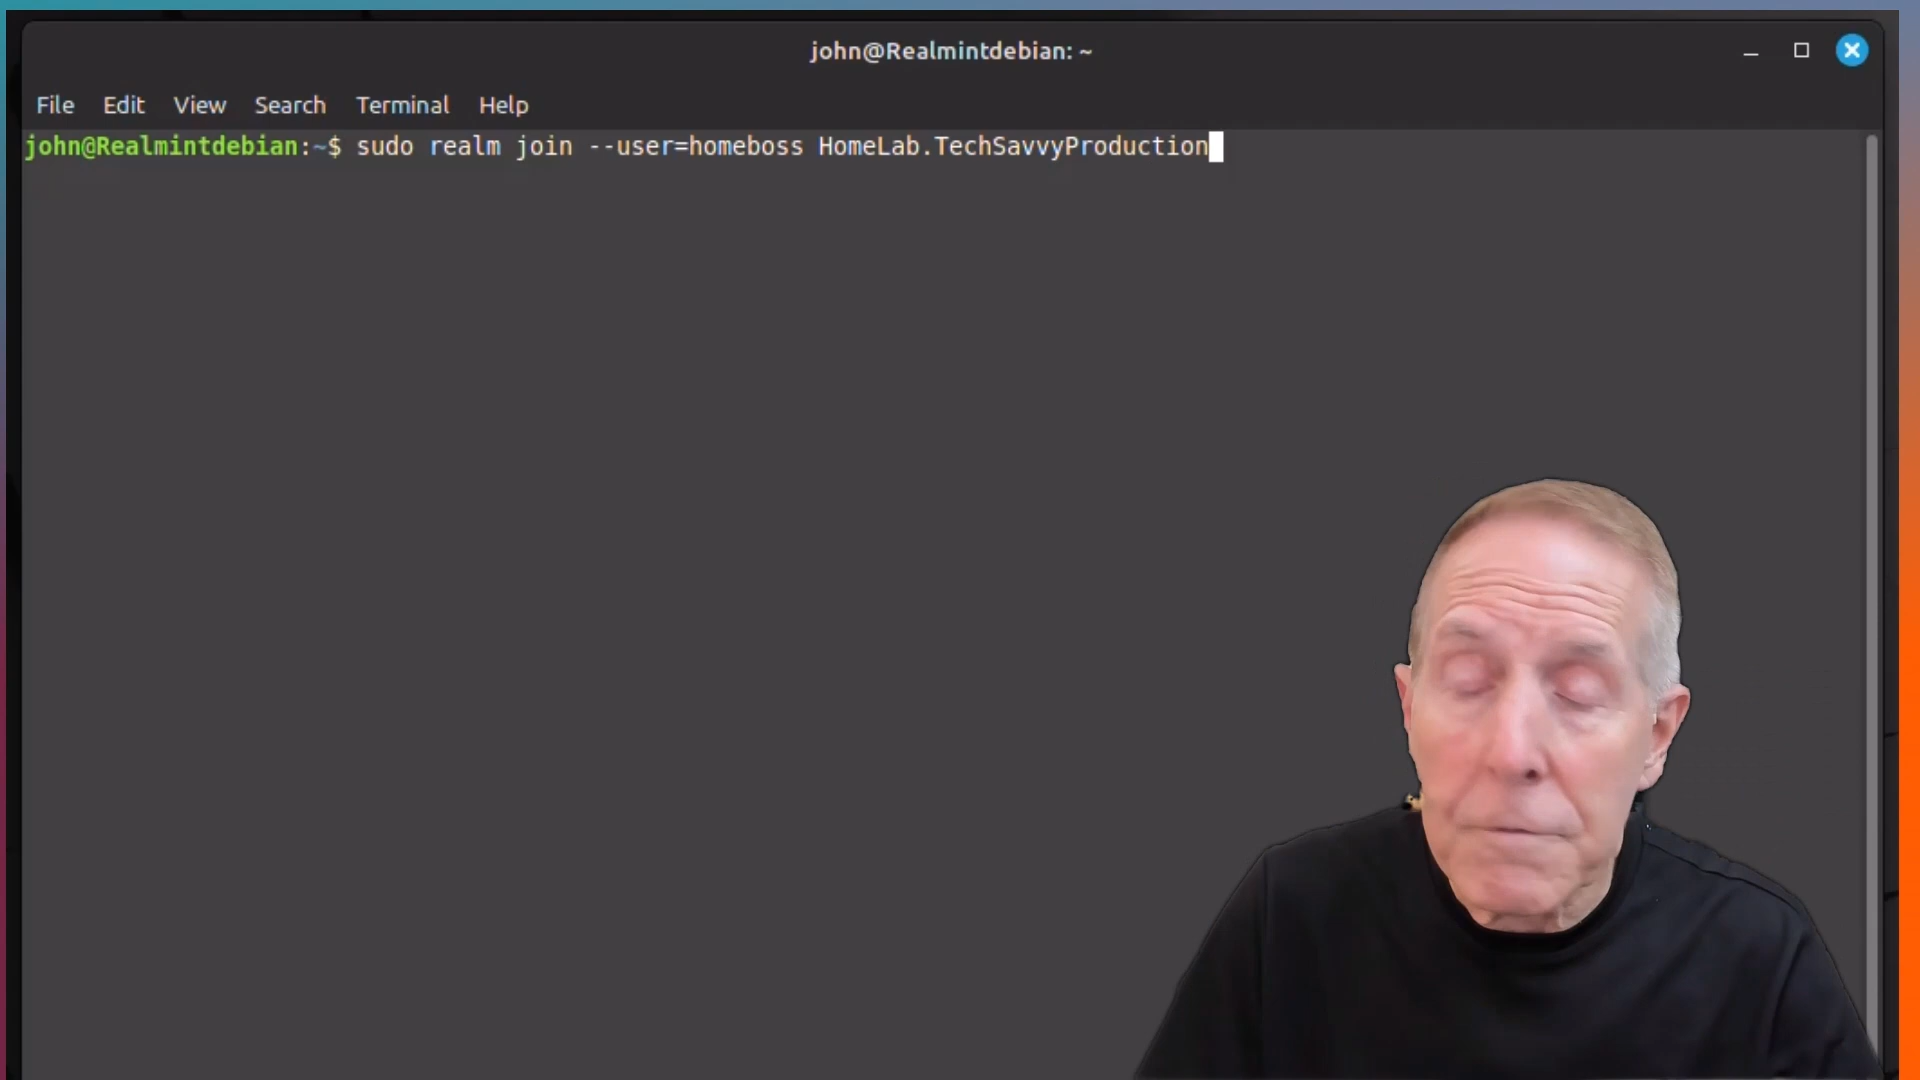 john@Realmintdebian: ~
File Edit View Search Terminal Help
john@Realmintdebian:~$ sudo realm join --user=homeboss HomeLab.TechSavvyProduction